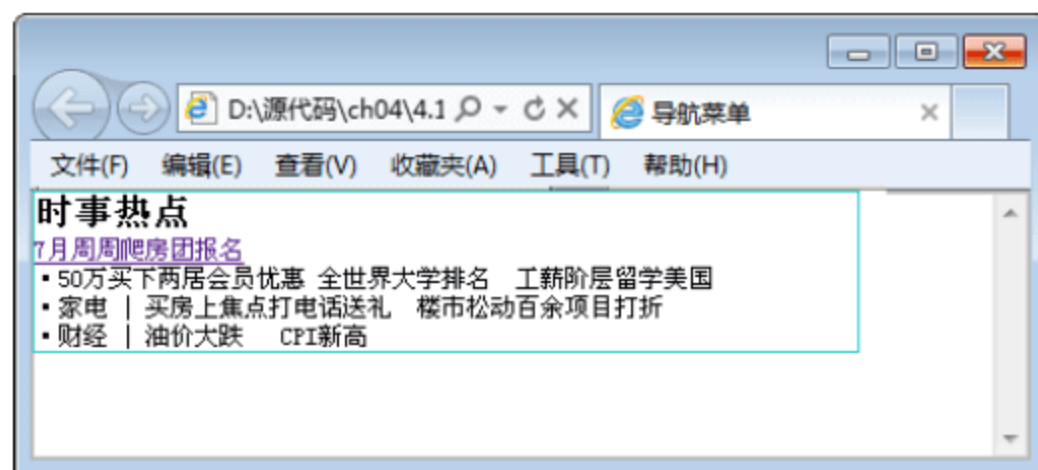 D:\源代码\ch04\4.1
导航菜单
文件(F) 编辑(E) 查看(V) 收藏夹(A) 工具(T) 帮助(H)
时事热点
7月周周爬房团报名
▪50万买下两居会员优惠 全世界大学排名 工薪阶层留学美国
▪家电 | 买房上焦点打电话送礼 楼市松动百余项目打折
▪财经 | 油价大跌 CPI新高